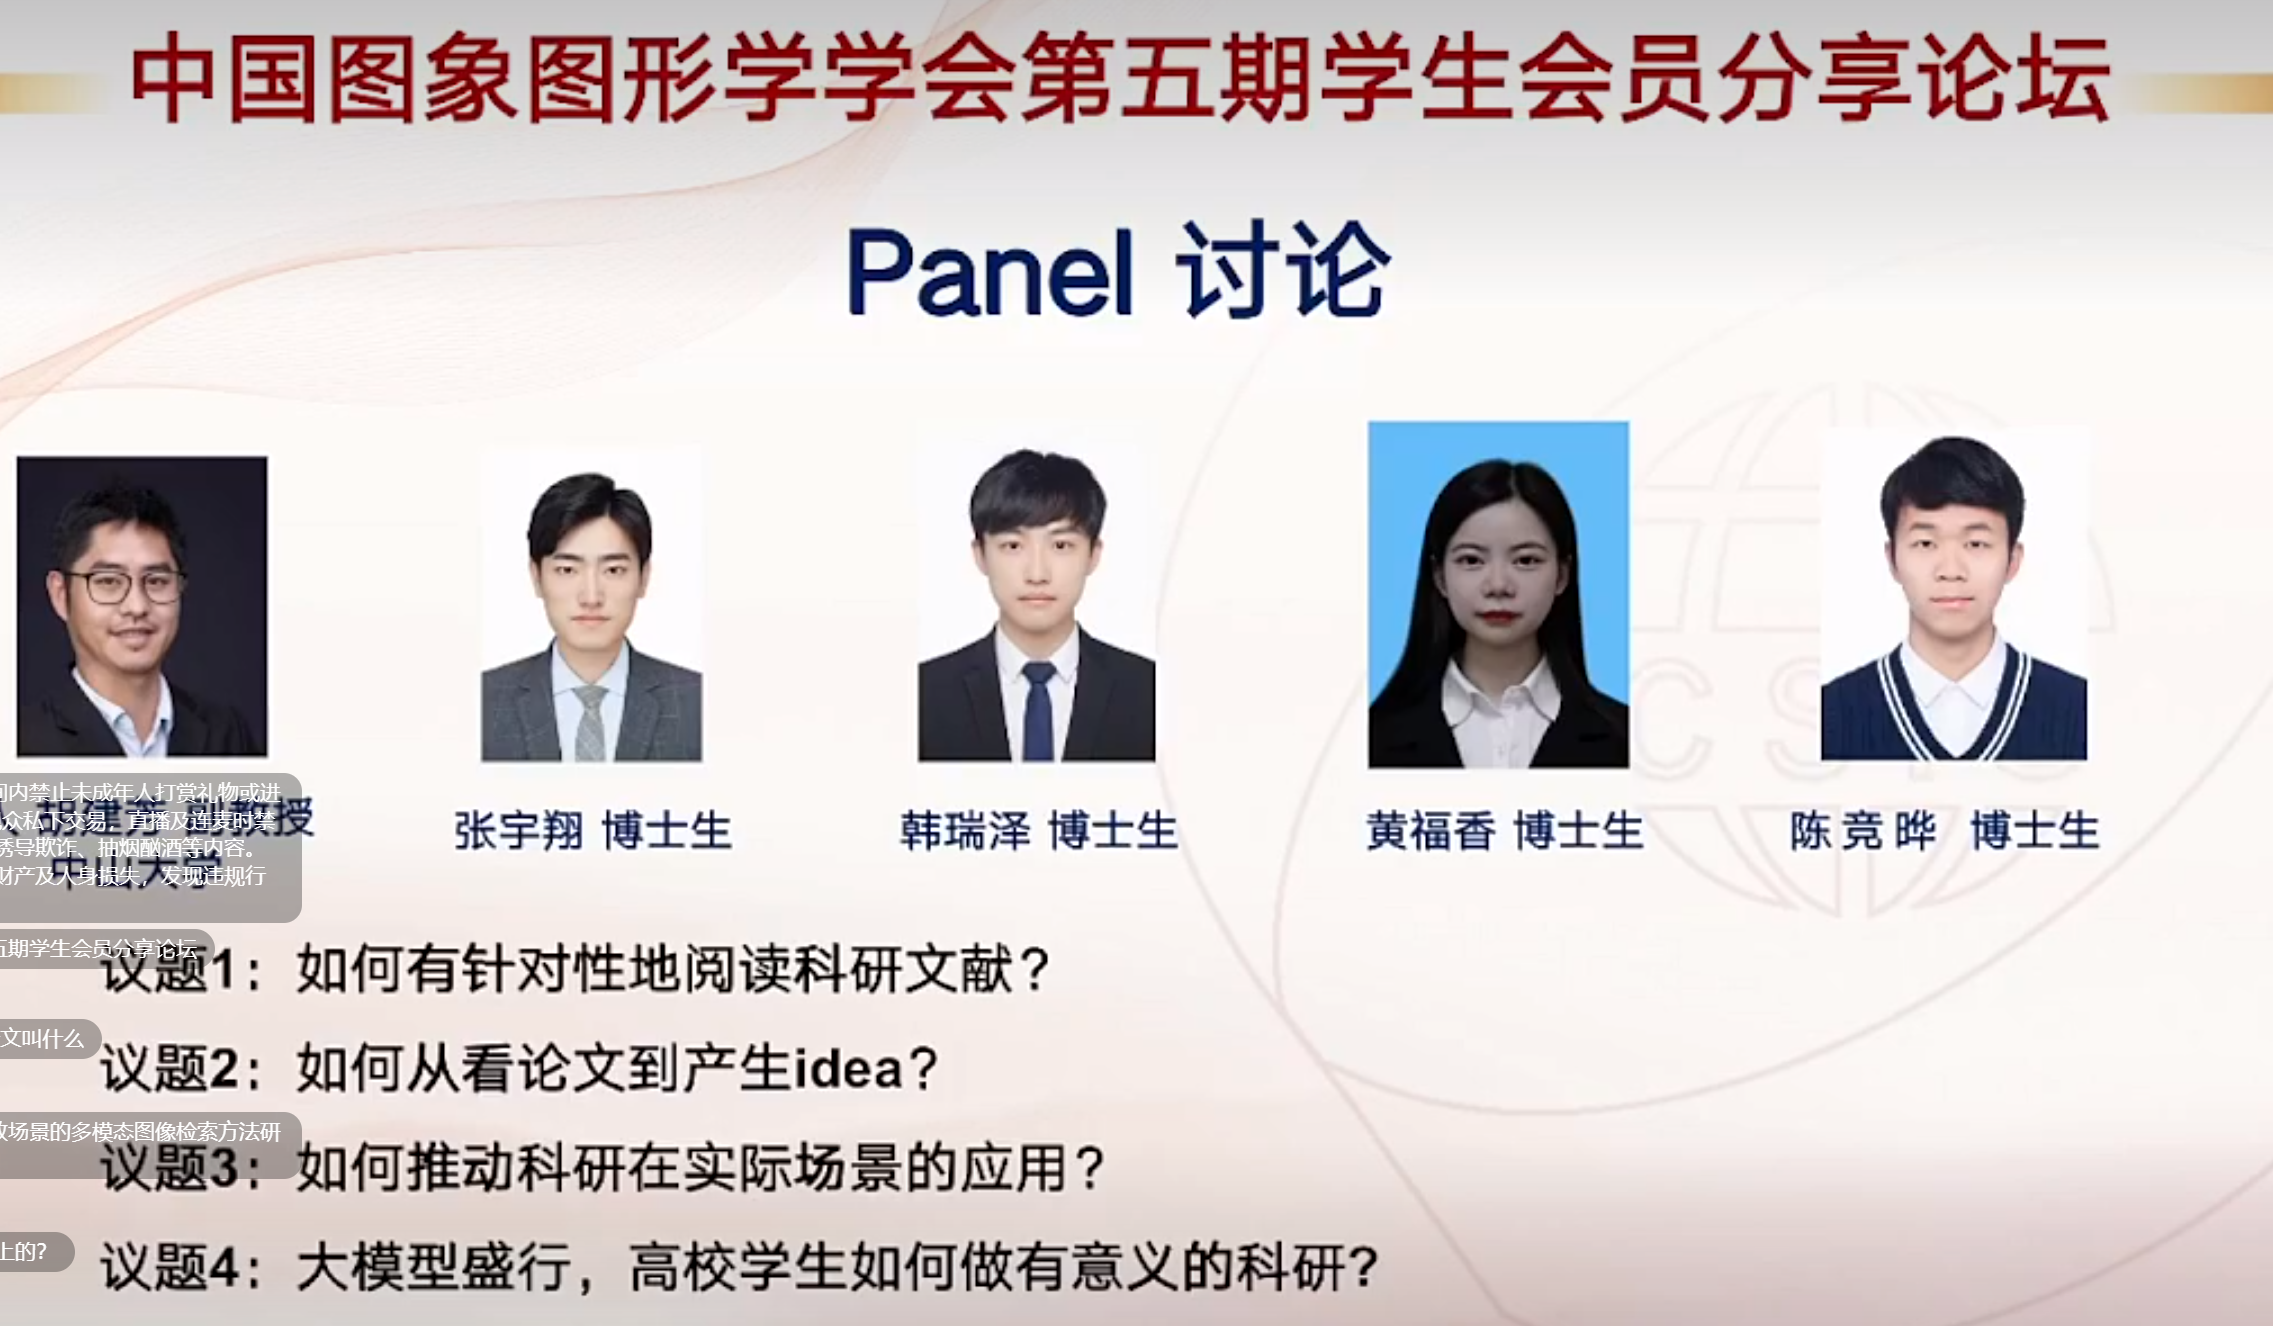 中国图象图形学学会第五期学生会员分享论坛
Panel 讨论
胡建芳 副教授
中山大学
张宇翔 博士生
韩瑞泽 博士生
黄福香 博士生
陈竞晔 博士生
间内禁止未成年人打赏礼物或进
众私下交易，直播及连麦时禁
诱导欺诈、抽烟酗酒等内容。
财产及人身损失，发现违规行
五期学生会员分享论坛
议题1：如何有针对性地阅读科研文献？
文叫什么
议题2：如何从看论文到产生idea？
放场景的多模态图像检索方法研
议题3：如何推动科研在实际场景的应用？
上的？
议题4：大模型盛行，高校学生如何做有意义的科研？
CSIG